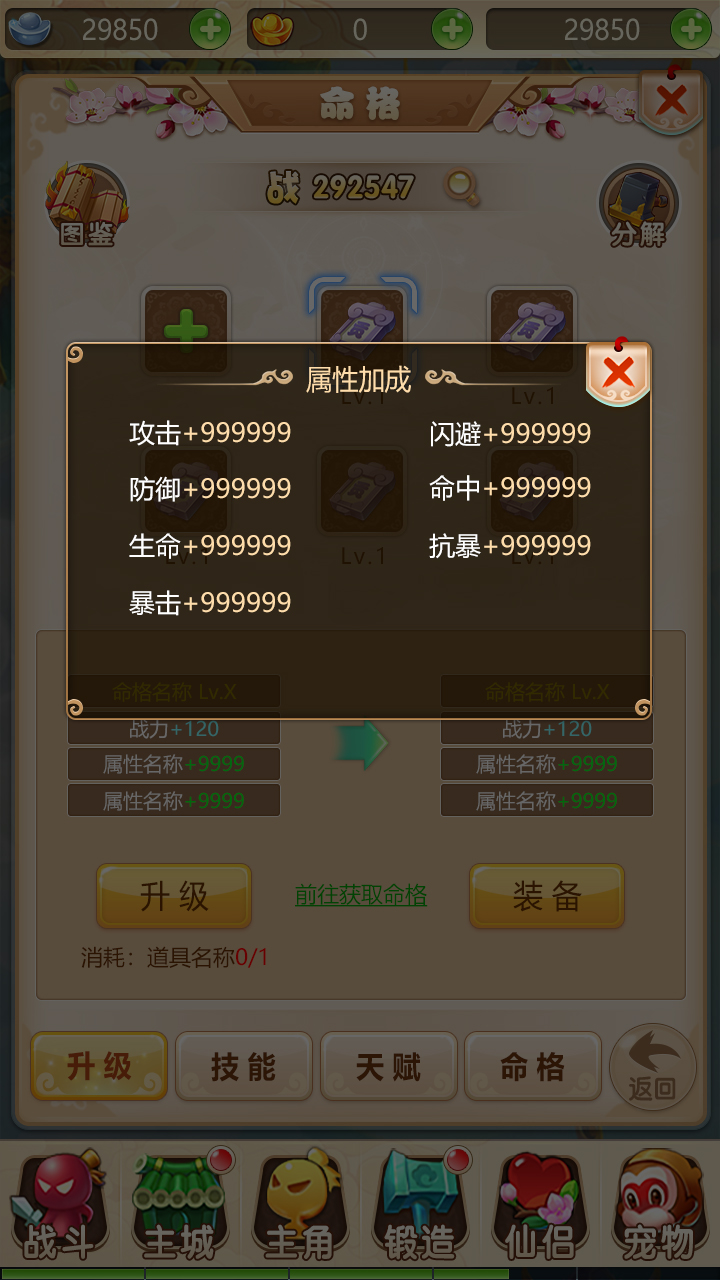 29850 0 29850
命格
战 292547
图鉴 分解
属性加成
Lv.1 Lv.1
攻击+999999 闪避+999999
防御+999999 命中+999999
生命+999999 抗暴+999999
Lv.1 Lv.1 Lv.1
暴击+999999
命格名称 Lv.X 命格名称 Lv.X
战力+120 战力+120
属性名称+9999 属性名称+9999
属性名称+9999 属性名称+9999
升级 前往获取命格 装备
消耗：道具名称0/1
升级 技能 天赋 命格 返回
战斗 主城 主角 锻造 仙侣 宠物